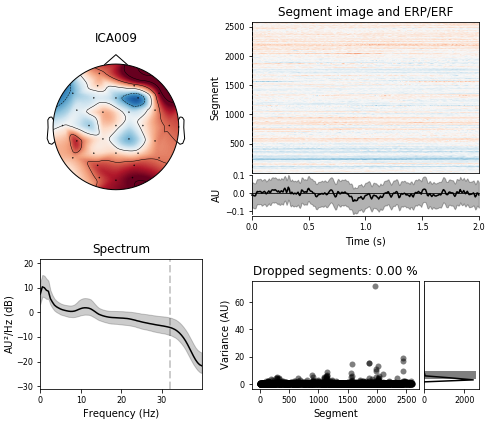 ICA009
Segment image and ERP/ERF
2500
2000
1500
1000
500
Segment
0.1
0.0
−0.1
AU
0.0 0.5 1.0 1.5 2.0
Time (s)
Spectrum
20
10
0
−10
−20
−30
AU²/Hz (dB)
0 10 20 30
Frequency (Hz)
Dropped segments: 0.00 %
60
40
20
0
Variance (AU)
0 500 1000 1500 2000 2500
Segment
0 2000